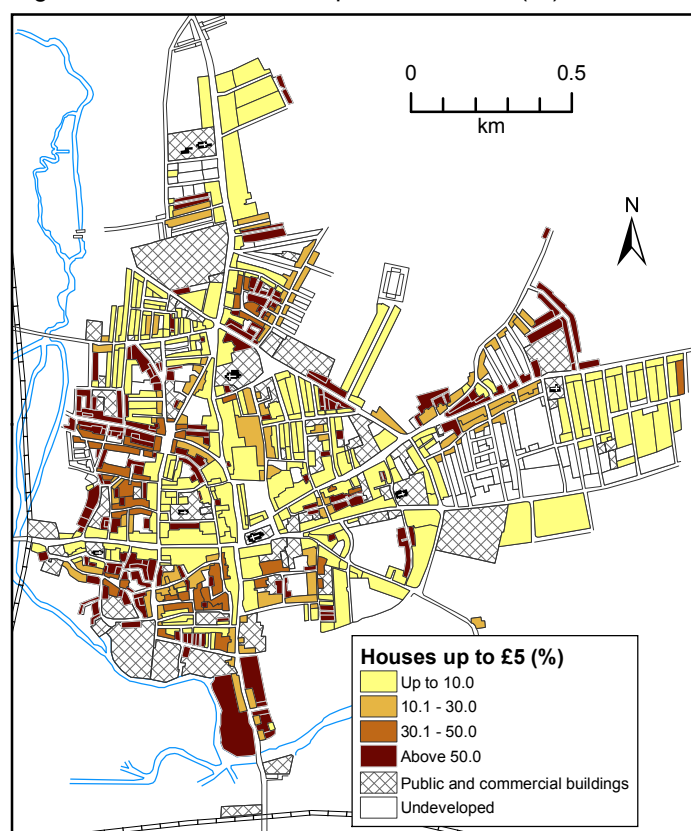 0 0.5
km
N
Houses up to £5 (%)
Up to 10.0
10.1 - 30.0
30.1 - 50.0
Above 50.0
Public and commercial buildings
Undeveloped